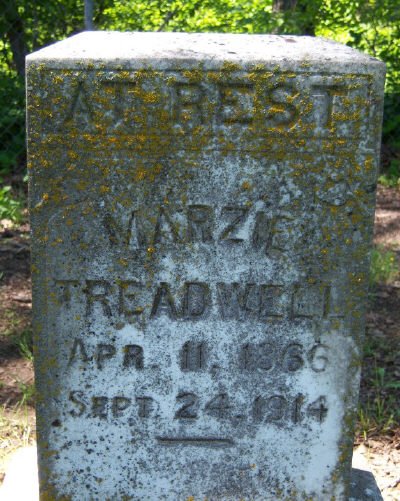 AT REST
MARZIE
TREADWELL
APR. 11, 1866
SEPT. 24, 1914